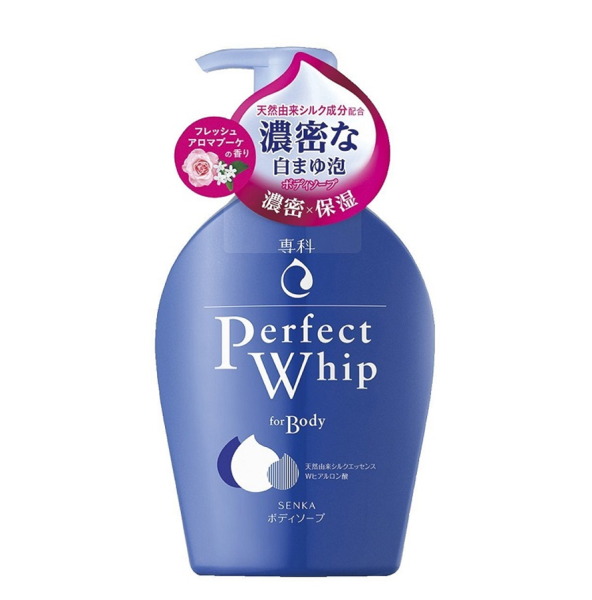 天然由来シルク成分配合
濃密な
白まゆ泡
ボディソープ
濃密×保湿
フレッシュ
アロマブーケ
の香り
専科
Perfect
Whip
for Body
天然由来シルクエッセンス
Wヒアルロン酸
SENKA
ボディソープ